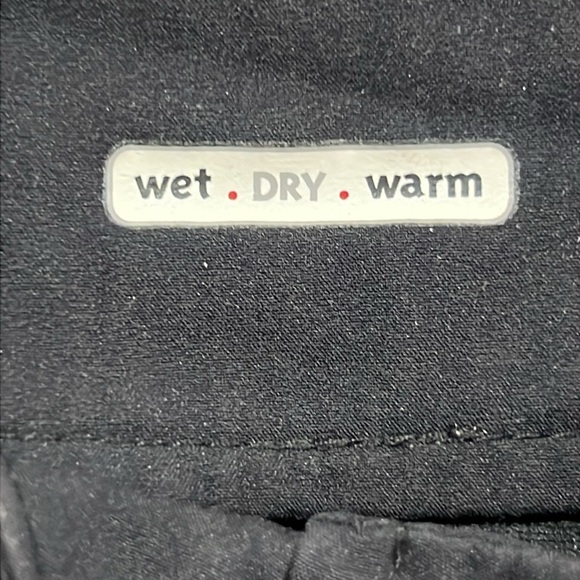 wet . DRY . warm